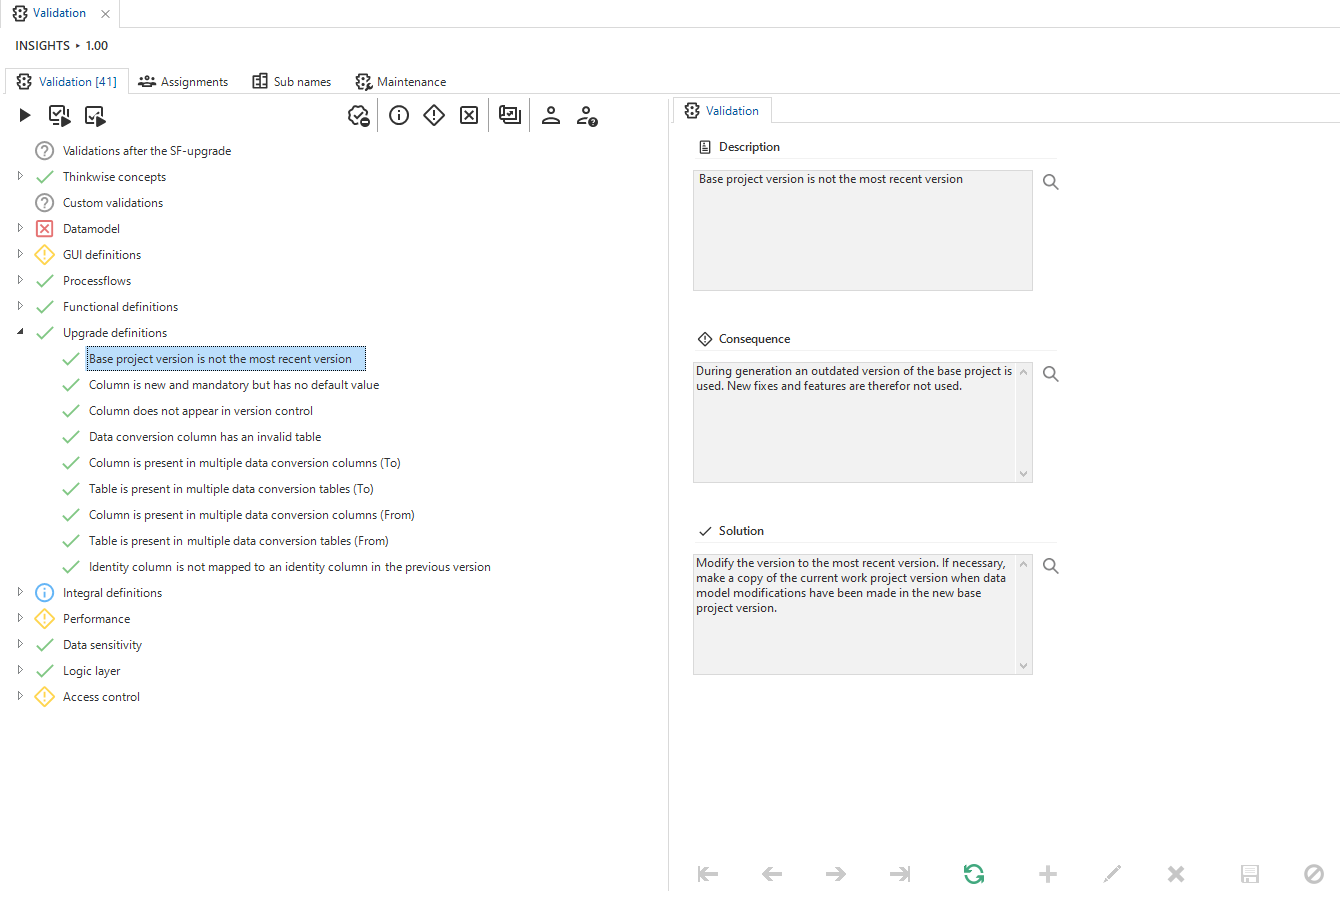 Validation
INSIGHTS ▸ 1.00
Validation [41]
Assignments
Sub names
Maintenance
Validations after the SF-upgrade
Thinkwise concepts
Custom validations
Datamodel
GUI definitions
Processflows
Functional definitions
Upgrade definitions
Base project version is not the most recent version
Column is new and mandatory but has no default value
Column does not appear in version control
Data conversion column has an invalid table
Column is present in multiple data conversion columns (To)
Table is present in multiple data conversion tables (To)
Column is present in multiple data conversion columns (From)
Table is present in multiple data conversion tables (From)
Identity column is not mapped to an identity column in the previous version
Integral definitions
Performance
Data sensitivity
Logic layer
Access control
Validation
Description
Base project version is not the most recent version
Consequence
During generation an outdated version of the base project is
used. New fixes and features are therefor not used.
Solution
Modify the version to the most recent version. If necessary,
make a copy of the current work project version when data
model modifications have been made in the new base
project version.